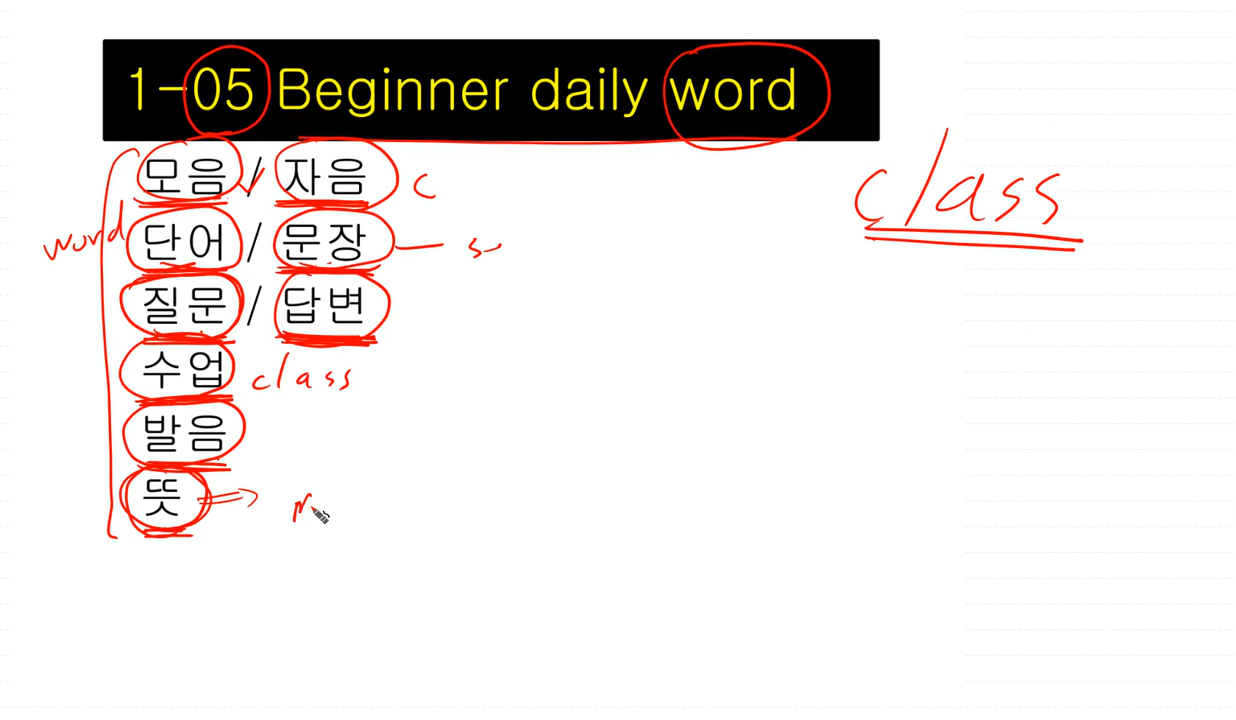 1-05 Beginner daily word
모음 / 자음 c
word 단어 / 문장 — s
질문 / 답변
수업 class
발음
뜻 =>
class